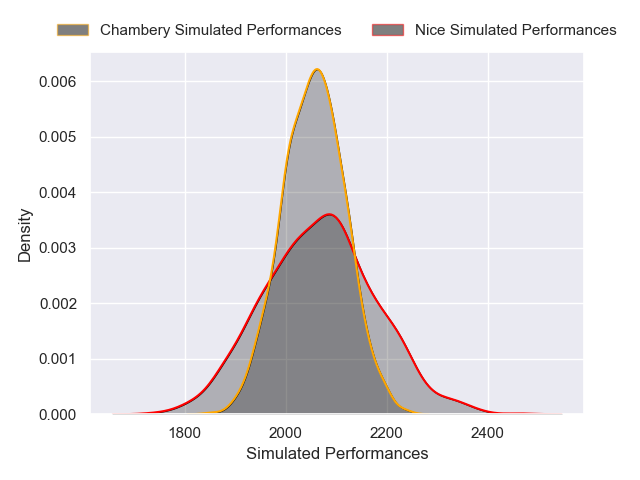 Chambery Simulated Performances
Nice Simulated Performances
0.006
0.005
0.004
0.003
0.002
0.001
0.000
Density
1800 2000 2200 2400
Simulated Performances